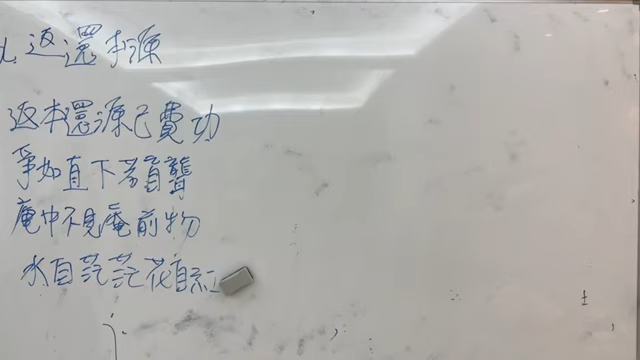 返還本源
返本還源已費功
爭如直下若盲聾
庵中不見庵前物
水自茫茫花自紅